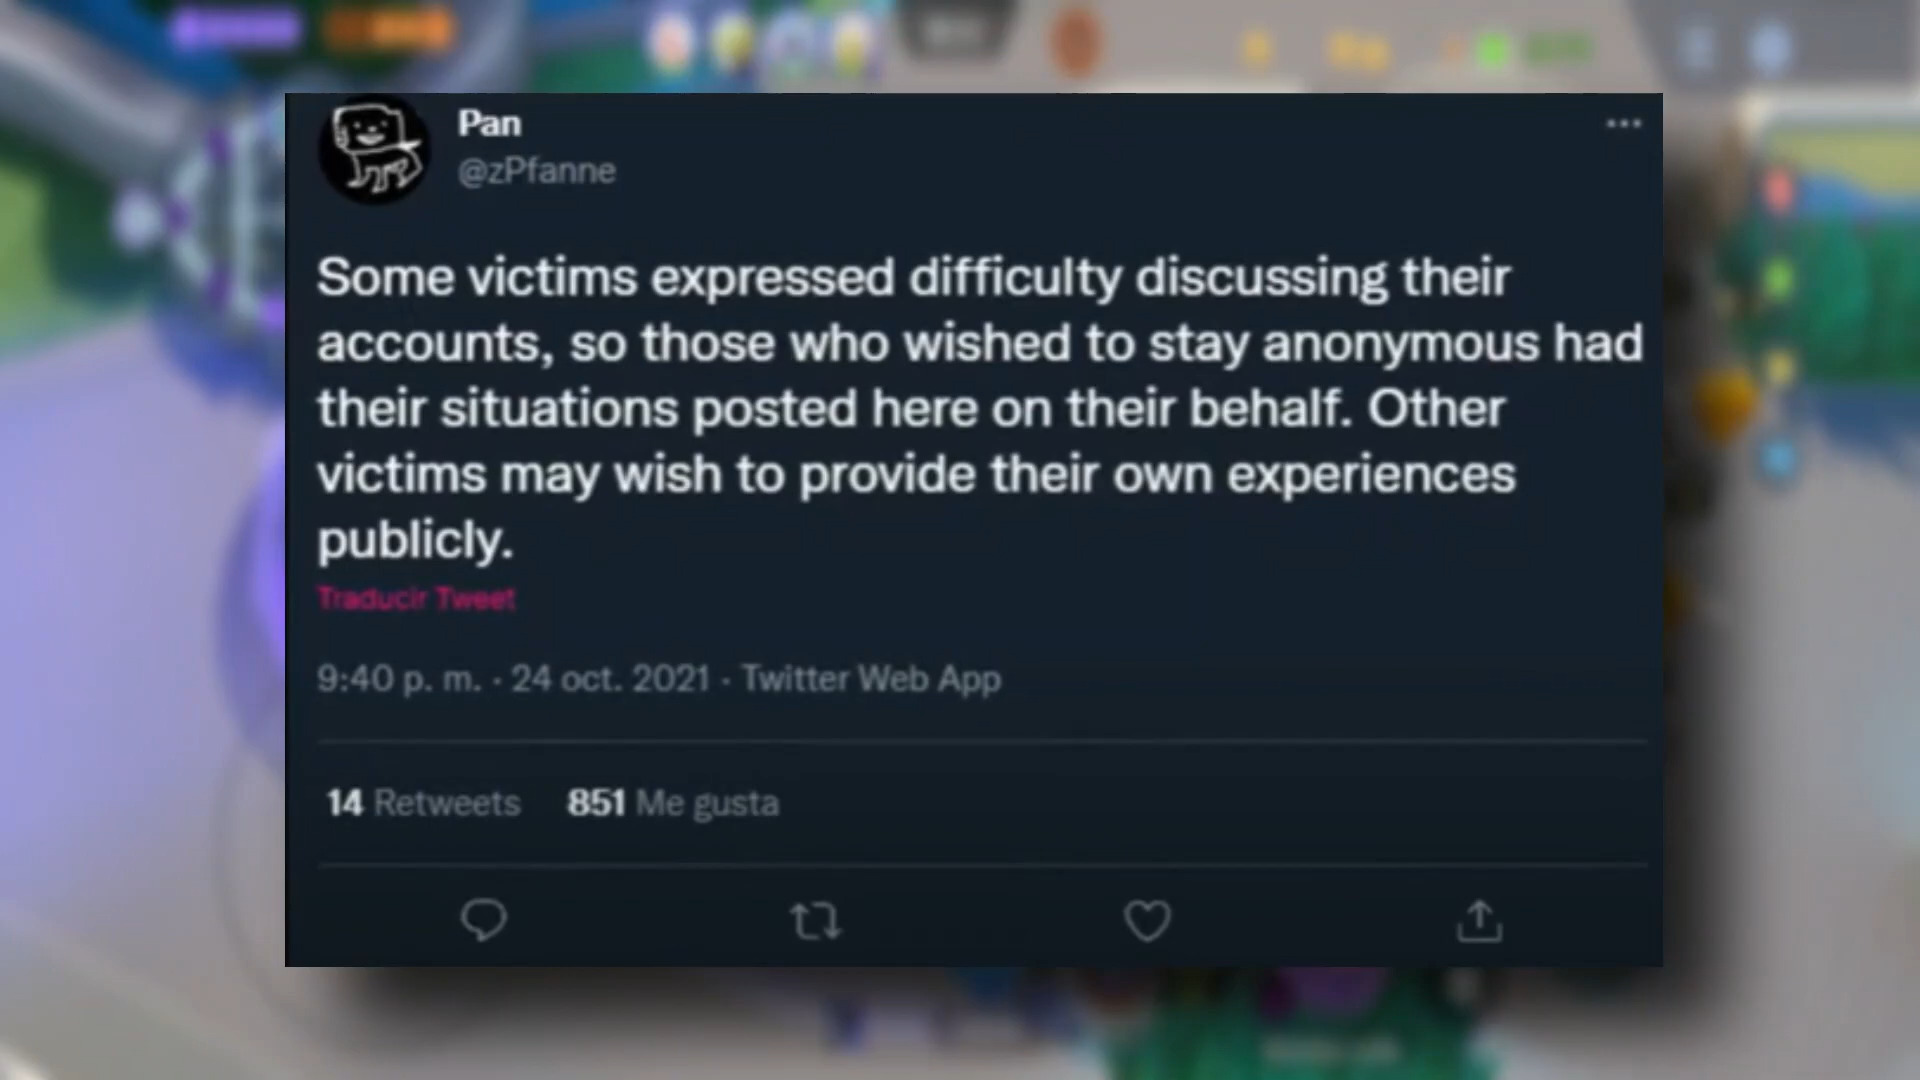 Pan
@zPfanne
Some victims expressed difficulty discussing their
accounts, so those who wished to stay anonymous had
their situations posted here on their behalf. Other
victims may wish to provide their own experiences
publicly.
Traducir Tweet
9:40 p. m. · 24 oct. 2021 · Twitter Web App
14 Retweets 851 Me gusta